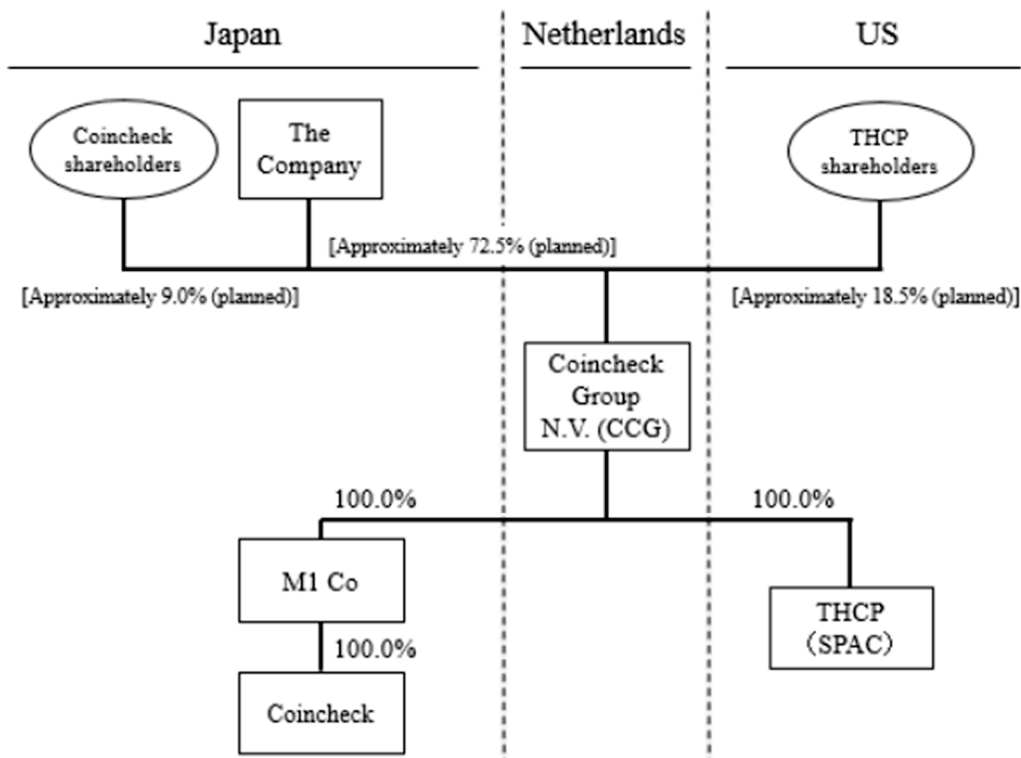 Japan
Netherlands
US
Coincheck
shareholders
The
Company
THCP
shareholders
[Approximately 72.5% (planned)]
[Approximately 9.0% (planned)]
[Approximately 18.5% (planned)]
Coincheck
Group
N.V. (CCG)
100.0%
100.0%
M1 Co
THCP
（SPAC）
100.0%
Coincheck